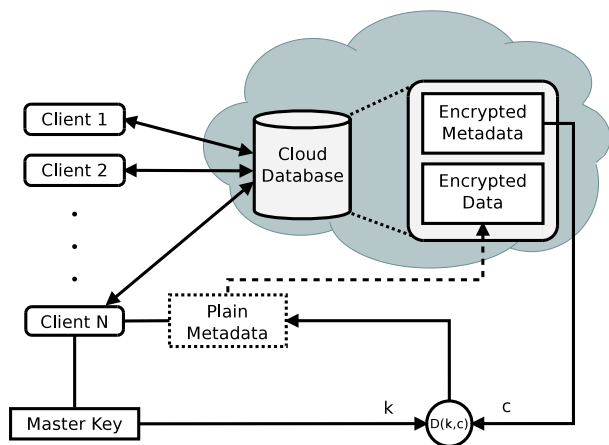 Client 1
Client 2
.
.
.
Client N
Master Key
Cloud
Database
Encrypted
Metadata
Encrypted
Data
Plain
Metadata
k
D(k,c)
c